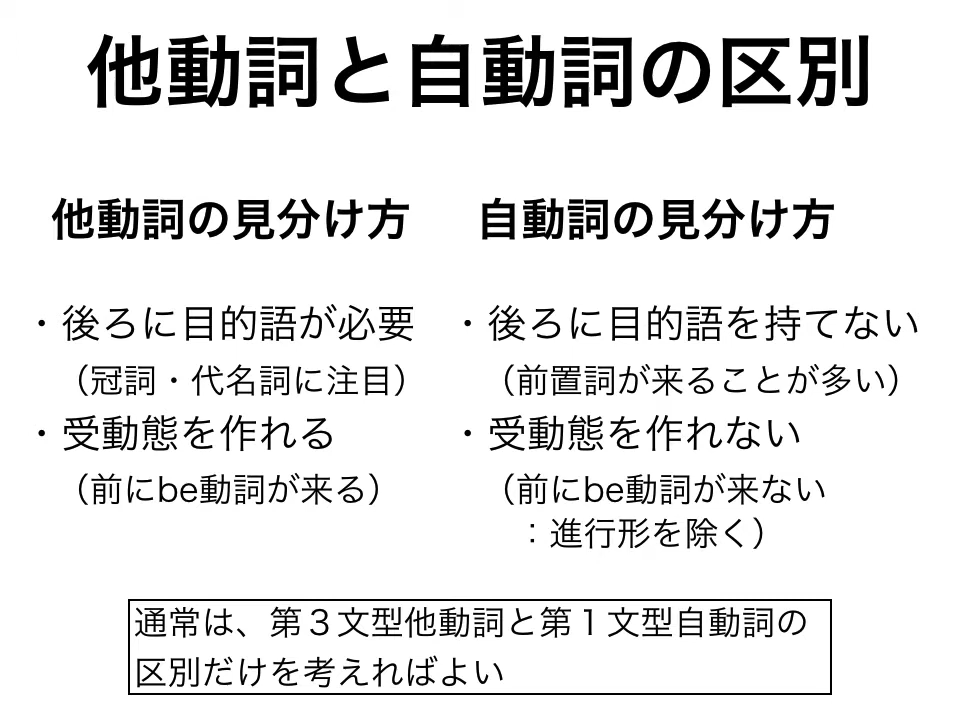 他動詞と自動詞の区別
他動詞の見分け方
・後ろに目的語が必要
（冠詞・代名詞に注目）
・受動態を作れる
（前にbe動詞が来る）
自動詞の見分け方
・後ろに目的語を持てない
（前置詞が来ることが多い）
・受動態を作れない
（前にbe動詞が来ない
：進行形を除く）
通常は、第３文型他動詞と第１文型自動詞の
区別だけを考えればよい